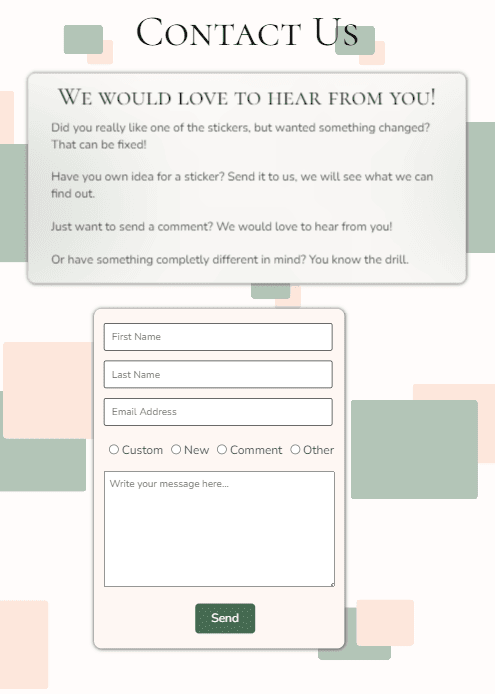 Contact Us
We would love to hear from you!
Did you really like one of the stickers, but wanted something changed?
That can be fixed!
Have you own idea for a sticker? Send it to us, we will see what we can
find out.
Just want to send a comment? We would love to hear from you!
Or have something completly different in mind? You know the drill.
First Name
Last Name
Email Address
Custom New Comment Other
Write your message here...
Send